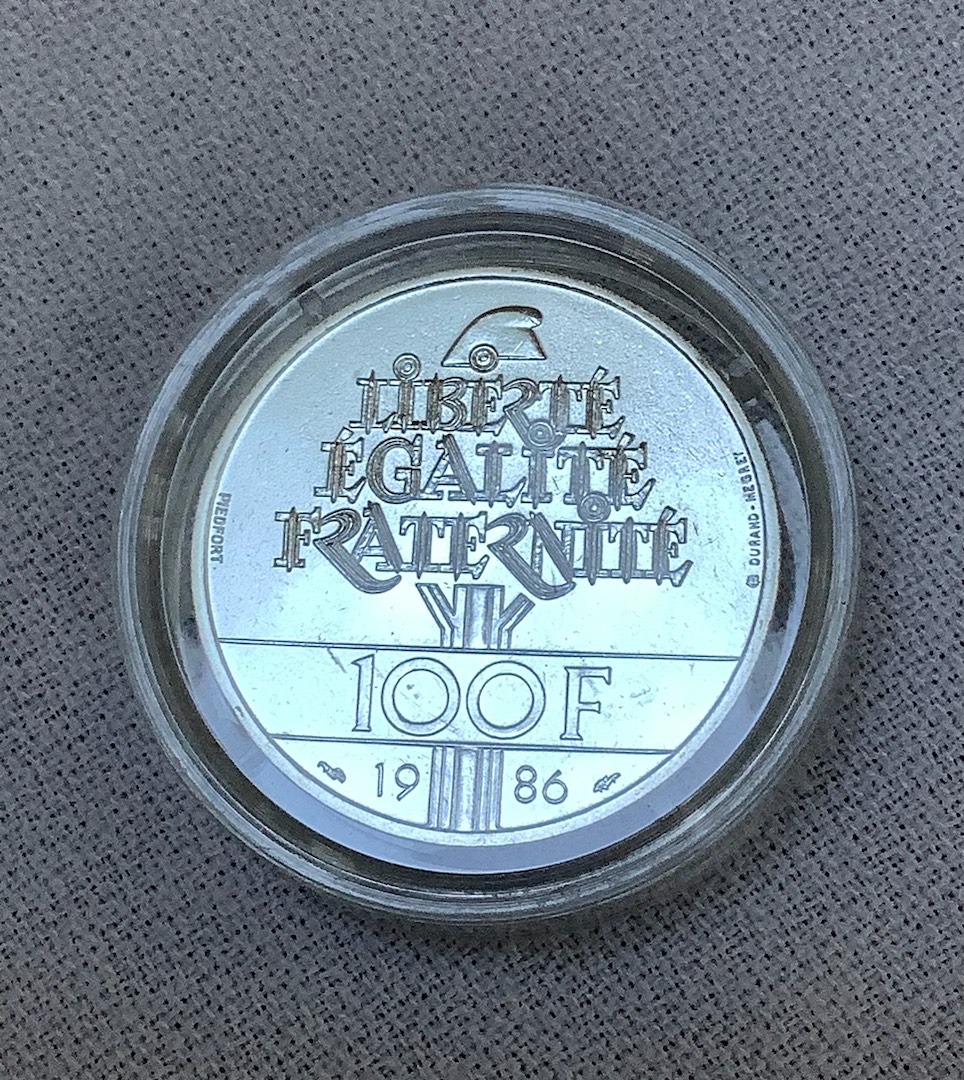 LIBERTÉ
ÉGALITÉ
FRATERNITÉ
PIEDFORT
DURAND-MEGRET
100F
19 86